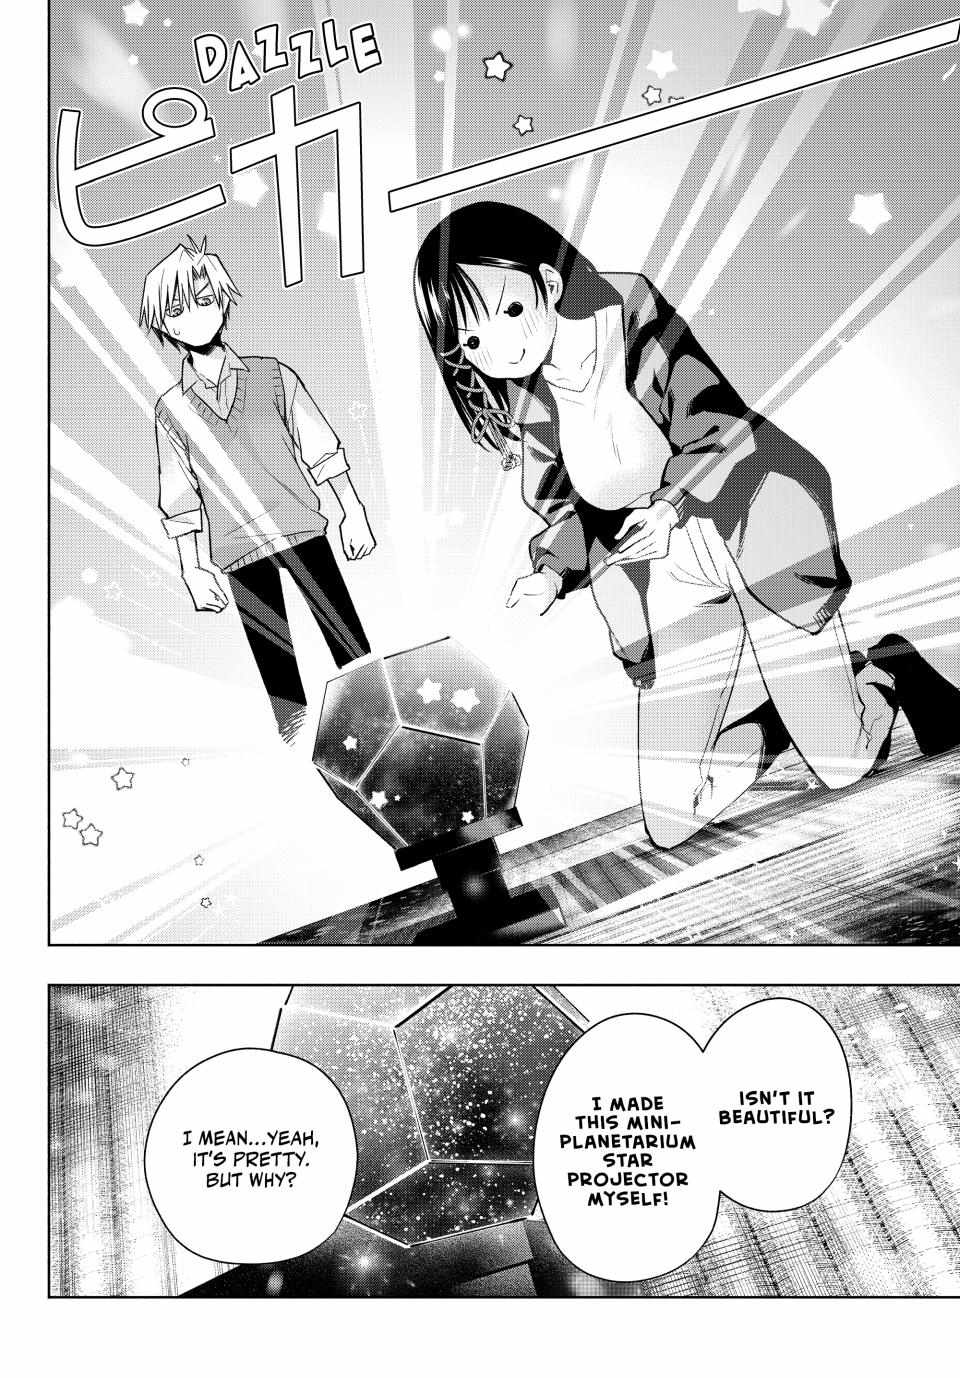 DAZZLE
ピカー
ISN'T IT
BEAUTIFUL?
I MADE
THIS MINI-
PLANETARIUM
STAR
PROJECTOR
MYSELF!
I MEAN...YEAH,
IT'S PRETTY.
BUT WHY?